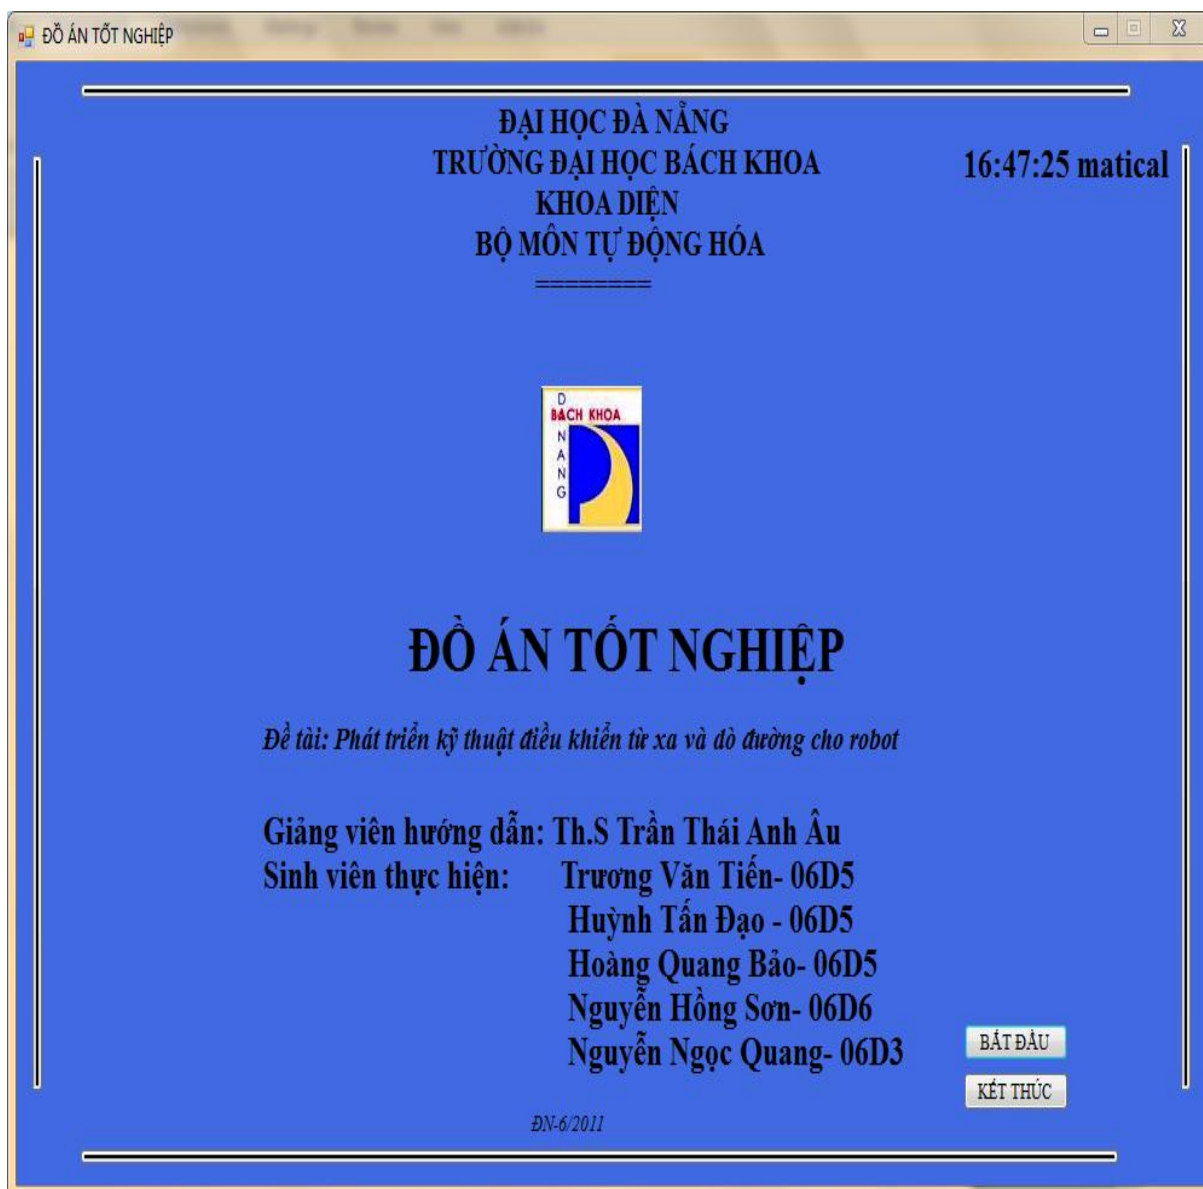 ĐỒ ÁN TỐT NGHIỆP
ĐẠI HỌC ĐÀ NẴNG
TRƯỜNG ĐẠI HỌC BÁCH KHOA
16:47:25 matical
KHOA DIỆN
BỘ MÔN TỰ ĐỘNG HÓA
========
BACH KHOA
DANANG
ĐỒ ÁN TỐT NGHIỆP
Đề tài: Phát triển kỹ thuật điều khiển từ xa và dò đường cho robot
Giảng viên hướng dẫn: Th.S Trần Thái Anh Âu
Sinh viên thực hiện: Trương Văn Tiến- 06D5
Huỳnh Tấn Đạo - 06D5
Hoàng Quang Bảo- 06D5
Nguyễn Hồng Sơn- 06D6
Nguyễn Ngọc Quang- 06D3
BẮT ĐẦU
KẾT THÚC
ĐN-6/2011